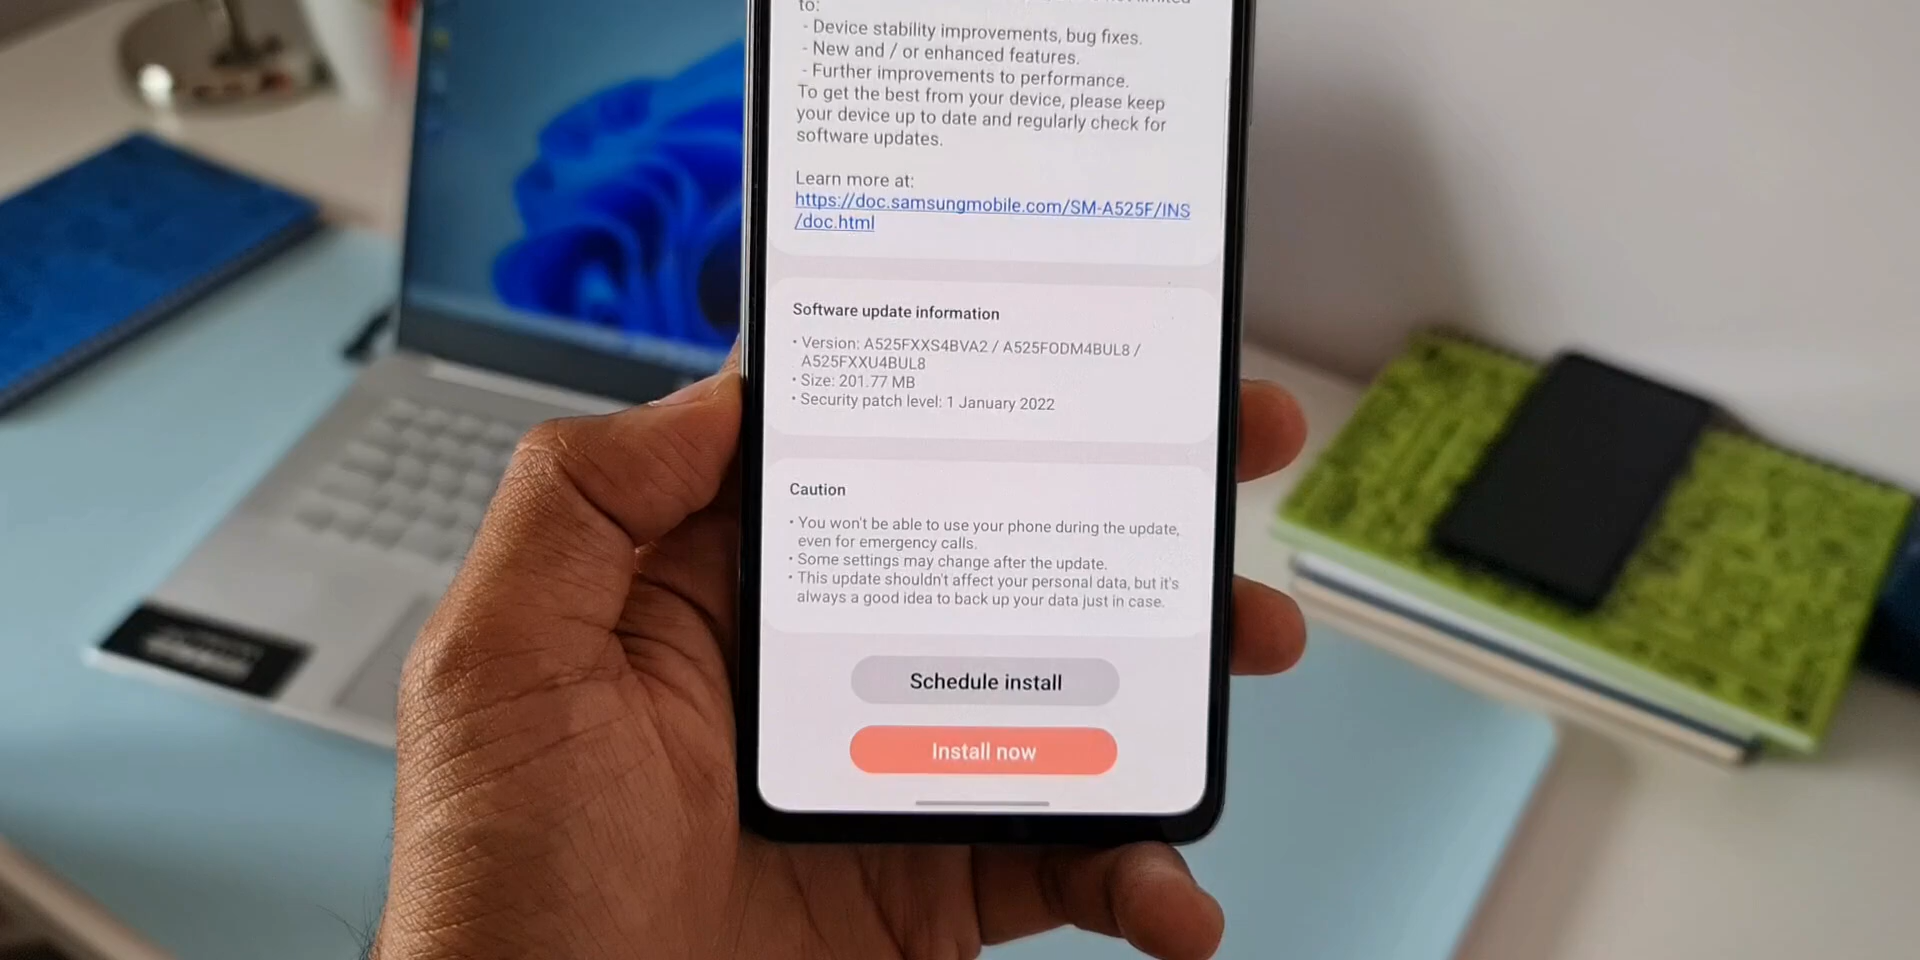 to:
- Device stability improvements, bug fixes.
- New and / or enhanced features.
- Further improvements to performance.
To get the best from your device, please keep
your device up to date and regularly check for
software updates.
Learn more at:
https://doc.samsungmobile.com/SM-A525F/INS
/doc.html
Software update information
• Version: A525FXXS4BVA2 / A525FODM4BUL8 /
A525FXXU4BUL8
• Size: 201.77 MB
• Security patch level: 1 January 2022
Caution
• You won't be able to use your phone during the update,
even for emergency calls.
• Some settings may change after the update.
• This update shouldn't affect your personal data, but it's
always a good idea to back up your data just in case.
Schedule install
Install now